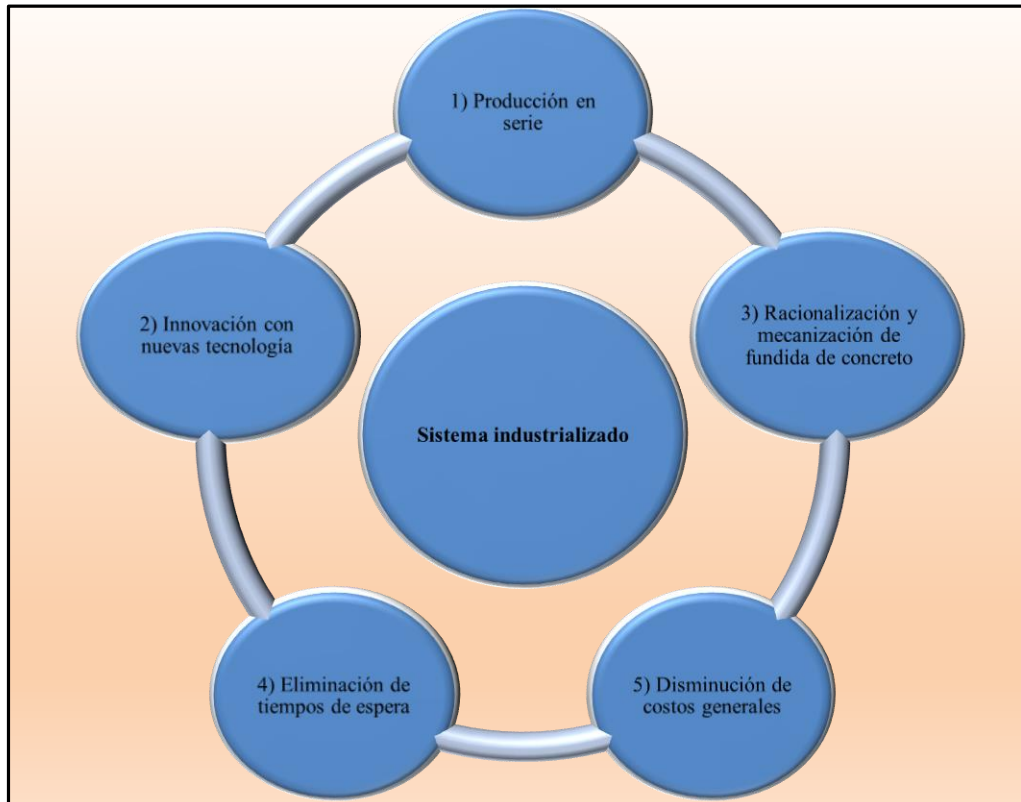 1) Producción en
serie
2) Innovación con
nuevas tecnología
3) Racionalización y
mecanización de
fundida de concreto
Sistema industrializado
4) Eliminación de
tiempos de espera
5) Disminución de
costos generales